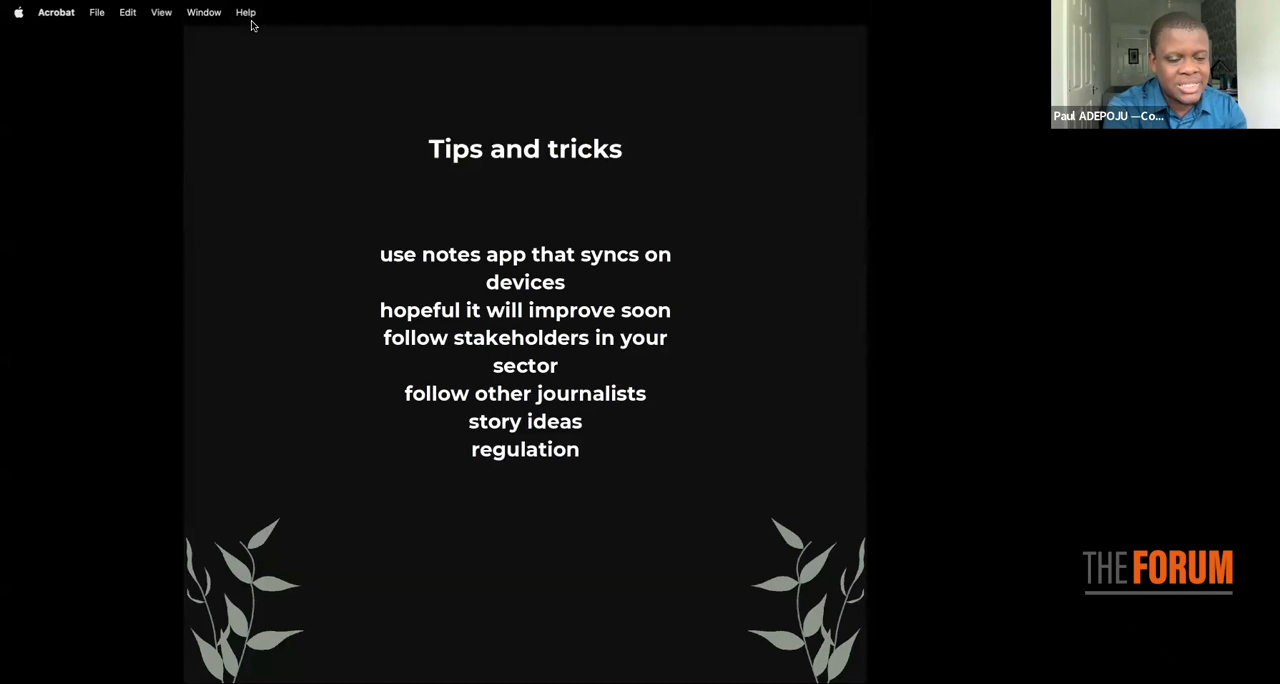 Acrobat File Edit View Window Help
Paul ADEPOJU —Co...
Tips and tricks
use notes app that syncs on
devices
hopeful it will improve soon
follow stakeholders in your
sector
follow other journalists
story ideas
regulation
THE FORUM